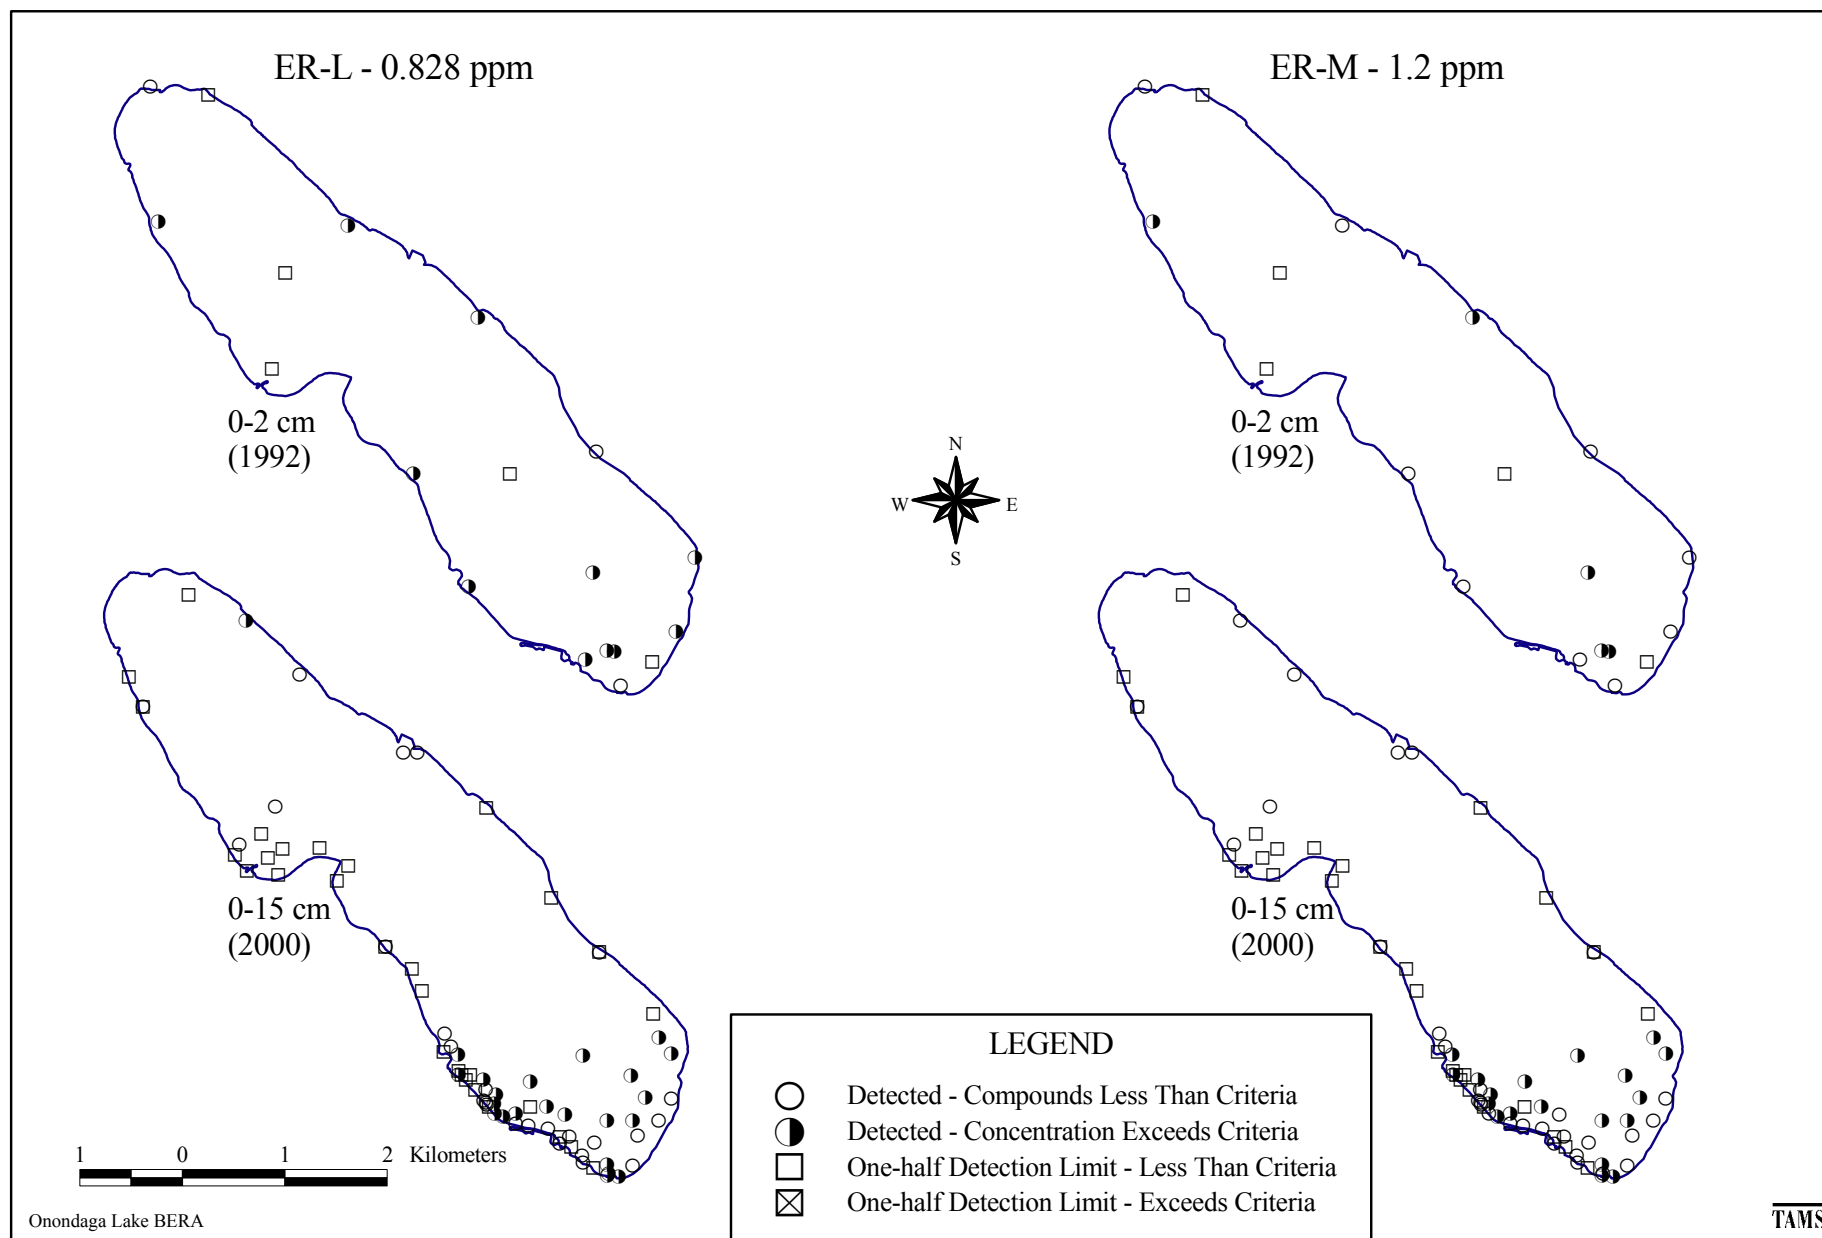 ER-L - 0.828 ppm
ER-M - 1.2 ppm
0-2 cm
(1992)
0-2 cm
(1992)
N
W E
S
0-15 cm
(2000)
0-15 cm
(2000)
LEGEND
Detected - Compounds Less Than Criteria
Detected - Concentration Exceeds Criteria
One-half Detection Limit - Less Than Criteria
One-half Detection Limit - Exceeds Criteria
1 0 1 2 Kilometers
Onondaga Lake BERA
TAMS